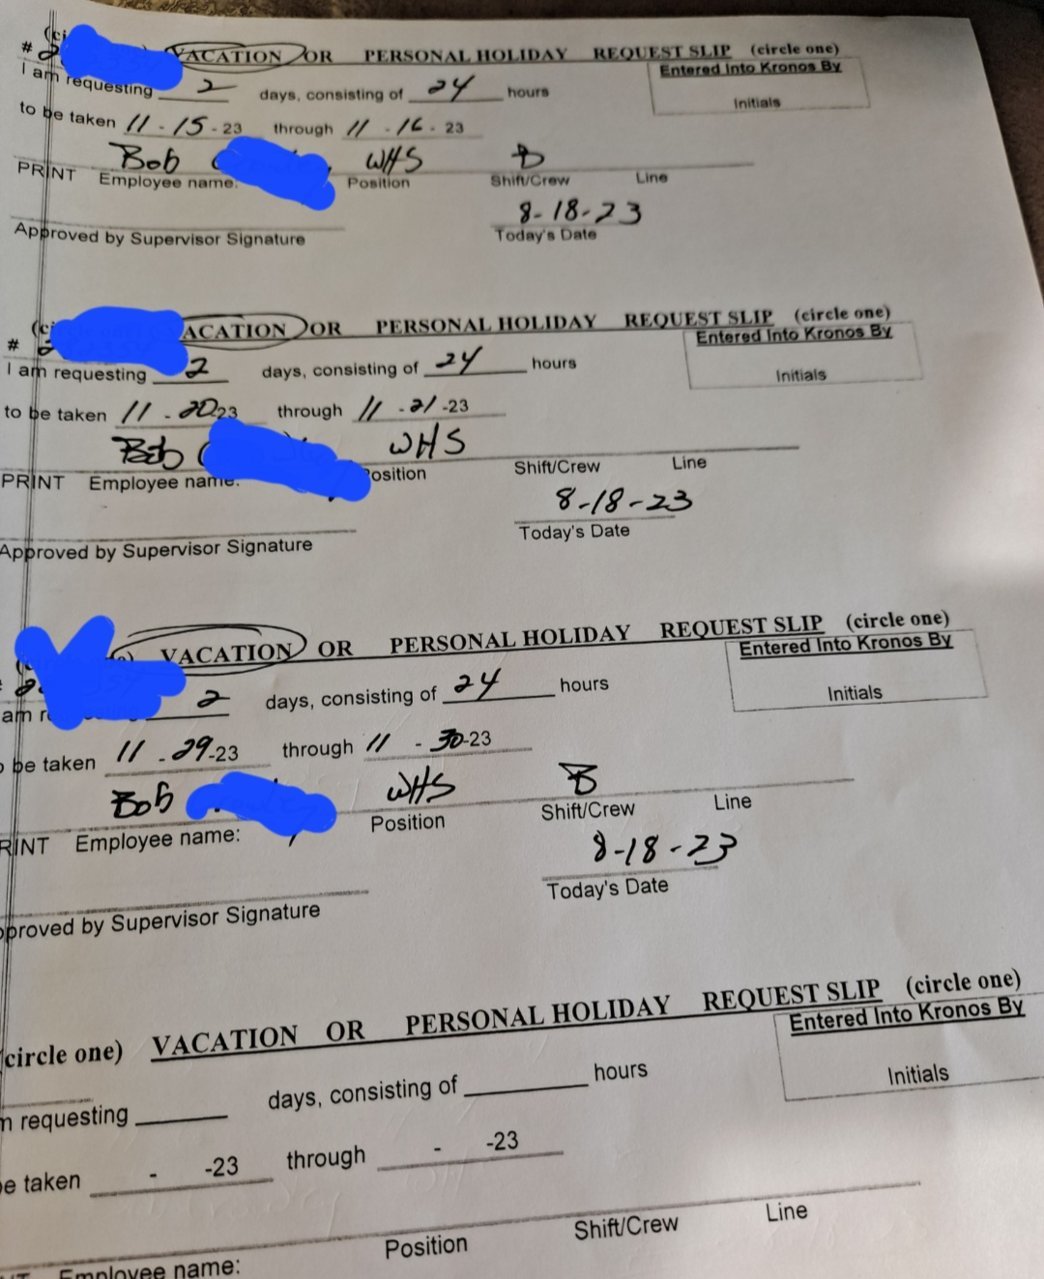 #
VACATION OR PERSONAL HOLIDAY REQUEST SLIP (circle one)
Entered Into Kronos By
I am requesting 2 days, consisting of 24 hours
Initials
to be taken 11 - 15 - 23 through 11 - 16 - 23
Bob WHS B
PRINT Employee name: Position Shift/Crew Line
8-18-23
Approved by Supervisor Signature Today's Date
VACATION OR PERSONAL HOLIDAY REQUEST SLIP (circle one)
# Entered Into Kronos By
I am requesting 2 days, consisting of 24 hours
Initials
to be taken 11 - 20 23 through 11 - 21 -23
Bob WHS
PRINT Employee name: Position Shift/Crew Line
8-18-23
Approved by Supervisor Signature Today's Date
VACATION OR PERSONAL HOLIDAY REQUEST SLIP (circle one)
Entered Into Kronos By
am 2 days, consisting of 24 hours
Initials
be taken 11 - 29-23 through 11 - 30-23
Bob WHS B
RINT Employee name: Position Shift/Crew Line
8-18-23
pproved by Supervisor Signature Today's Date
circle one) VACATION OR PERSONAL HOLIDAY REQUEST SLIP (circle one)
Entered Into Kronos By
m requesting days, consisting of hours
Initials
e taken - -23 through - -23
Employee name: Position Shift/Crew Line